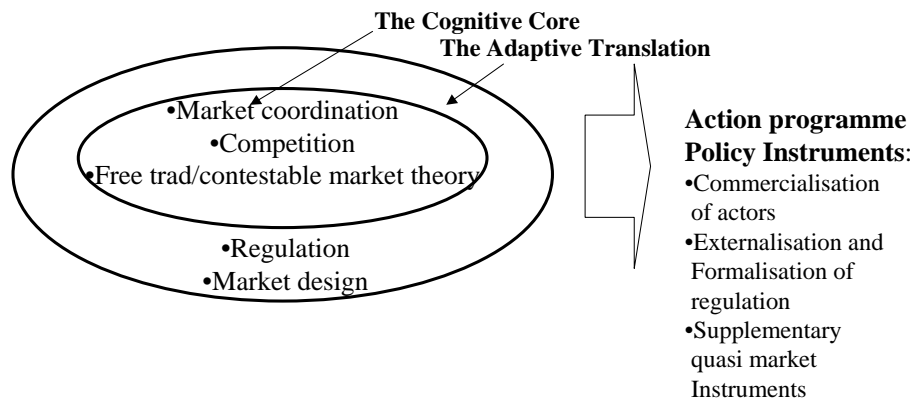 The Cognitive Core
The Adaptive Translation
•Market coordination
•Competition
•Free trad/contestable market theory
•Regulation
•Market design
Action programme
Policy Instruments:
•Commercialisation
of actors
•Externalisation and
Formalisation of
regulation
•Supplementary
quasi market
Instruments